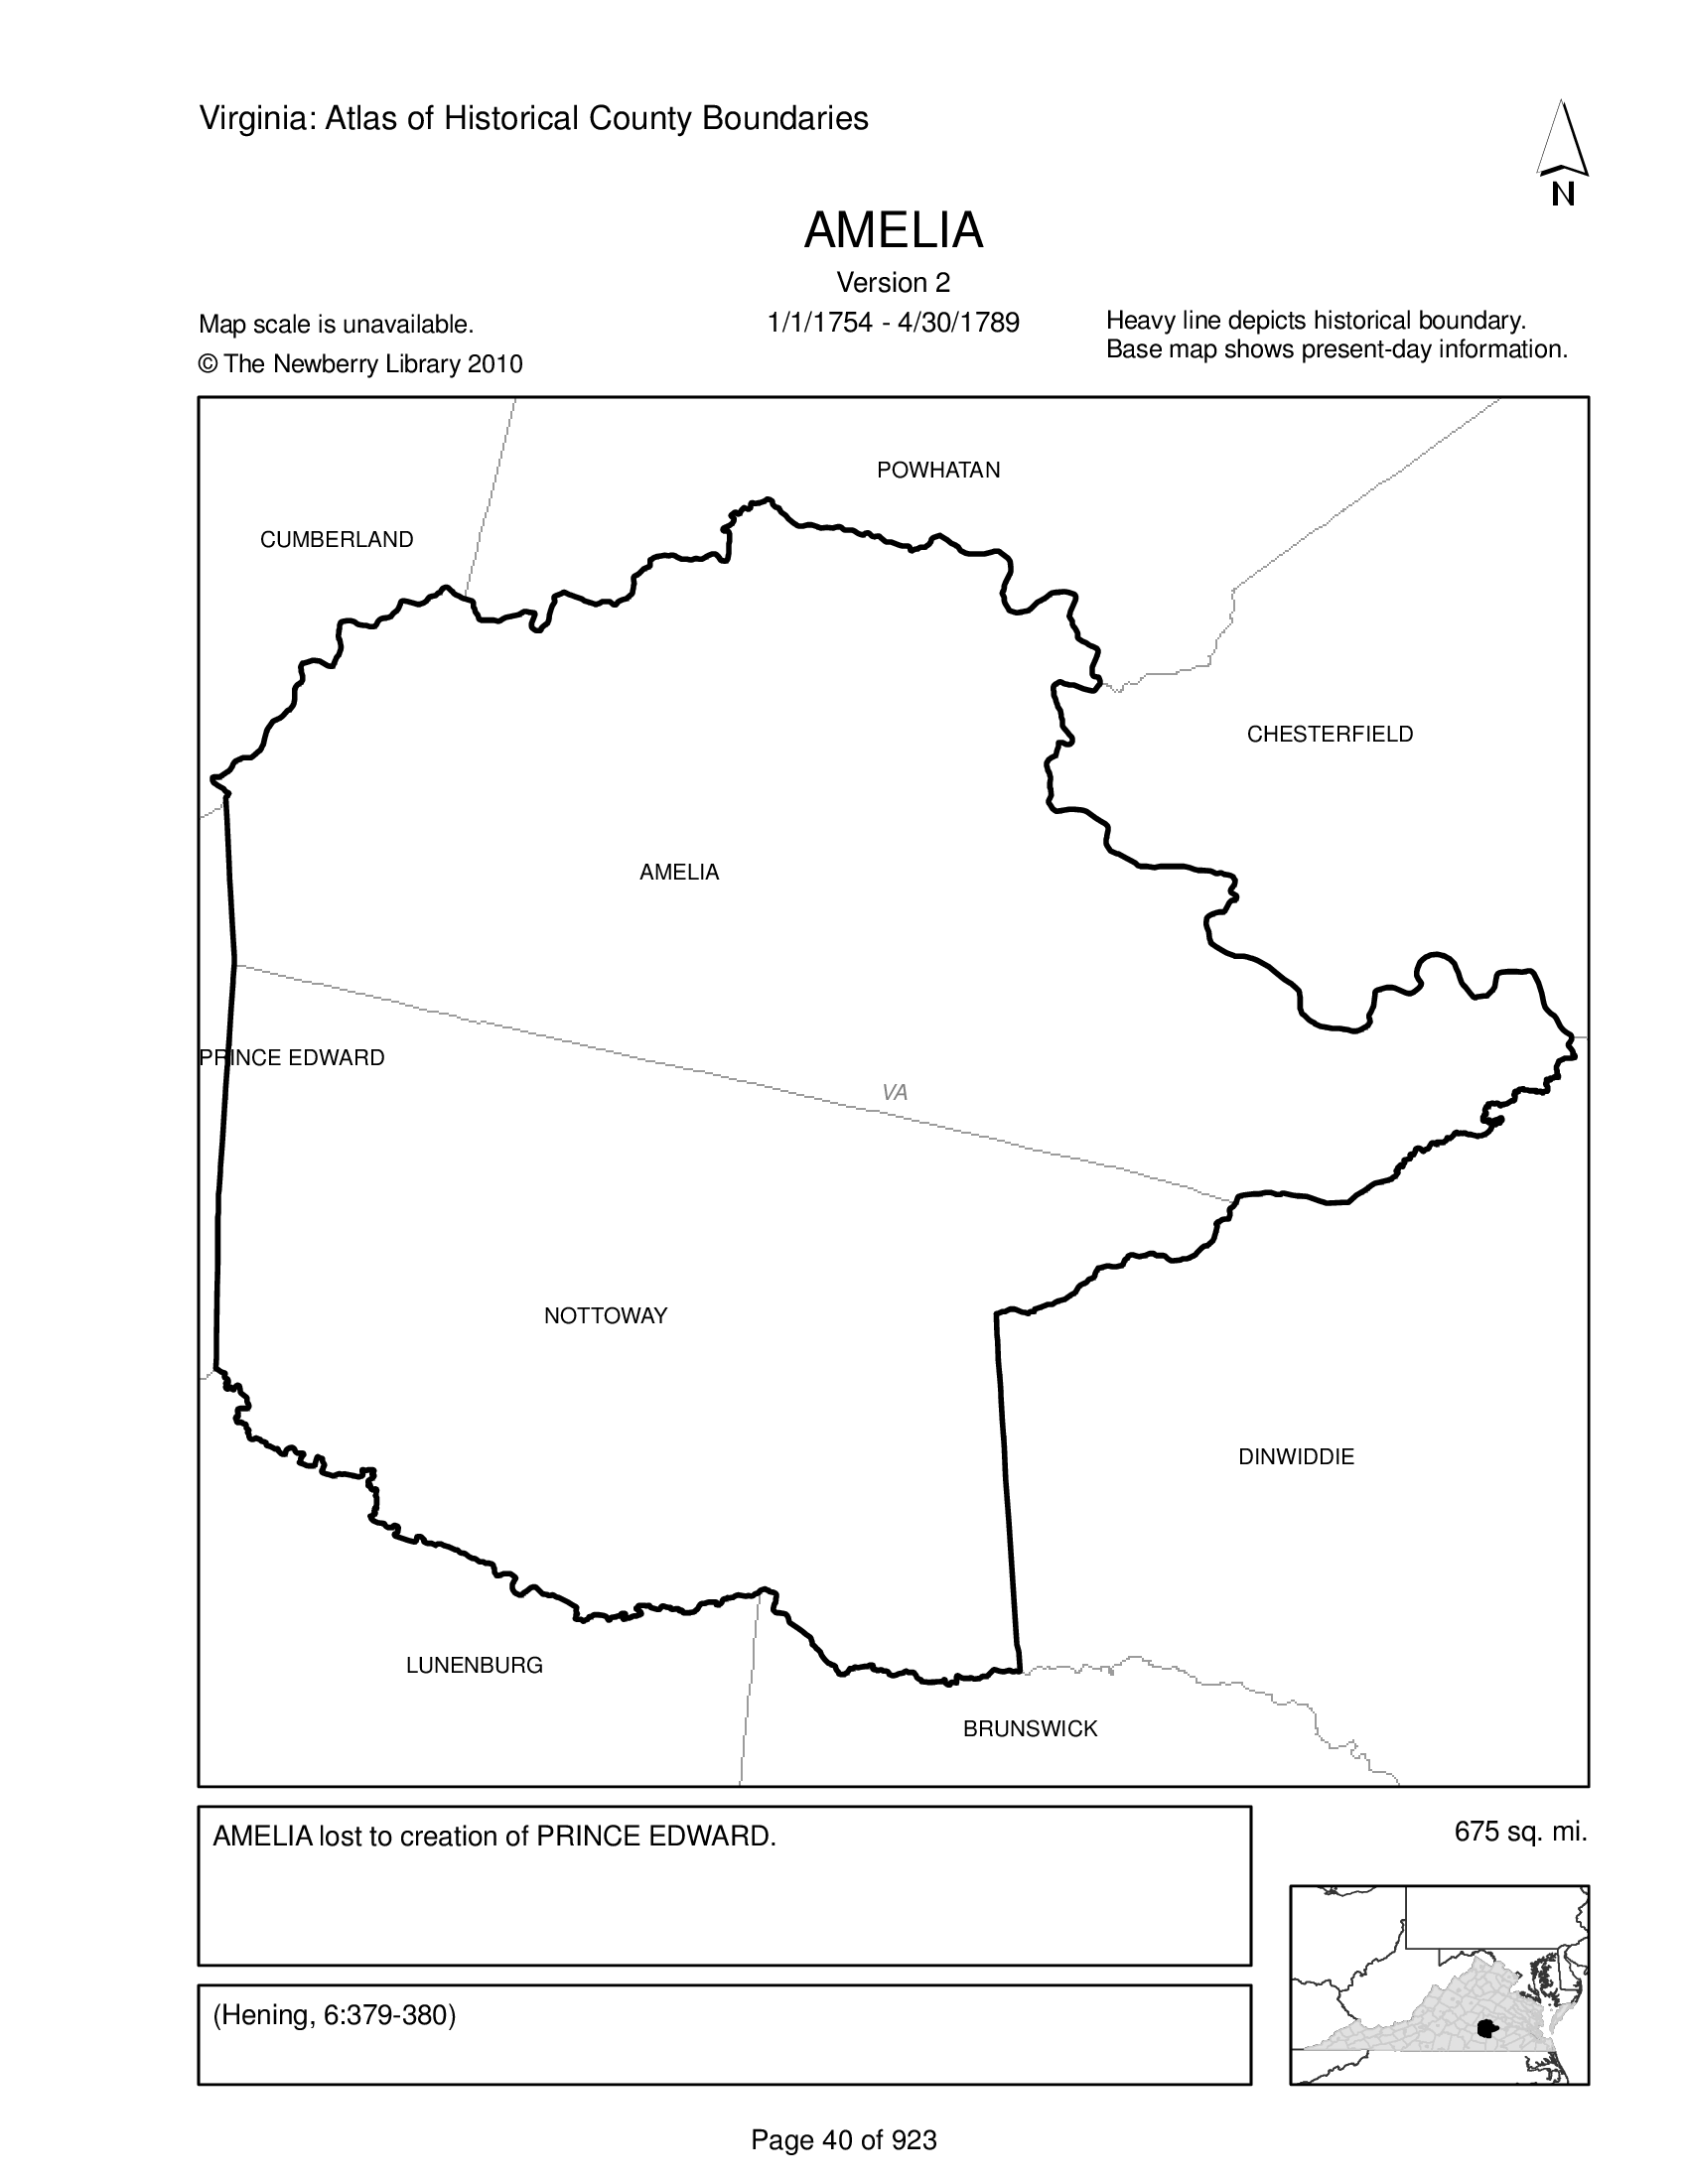 Virginia: Atlas of Historical County Boundaries
N
AMELIA
Version 2
1/1/1754 - 4/30/1789
Map scale is unavailable.
© The Newberry Library 2010
Heavy line depicts historical boundary.
Base map shows present-day information.
POWHATAN
CUMBERLAND
CHESTERFIELD
AMELIA
PRINCE EDWARD
VA
NOTTOWAY
DINWIDDIE
LUNENBURG
BRUNSWICK
AMELIA lost to creation of PRINCE EDWARD.
675 sq. mi.
(Hening, 6:379-380)
Page 40 of 923